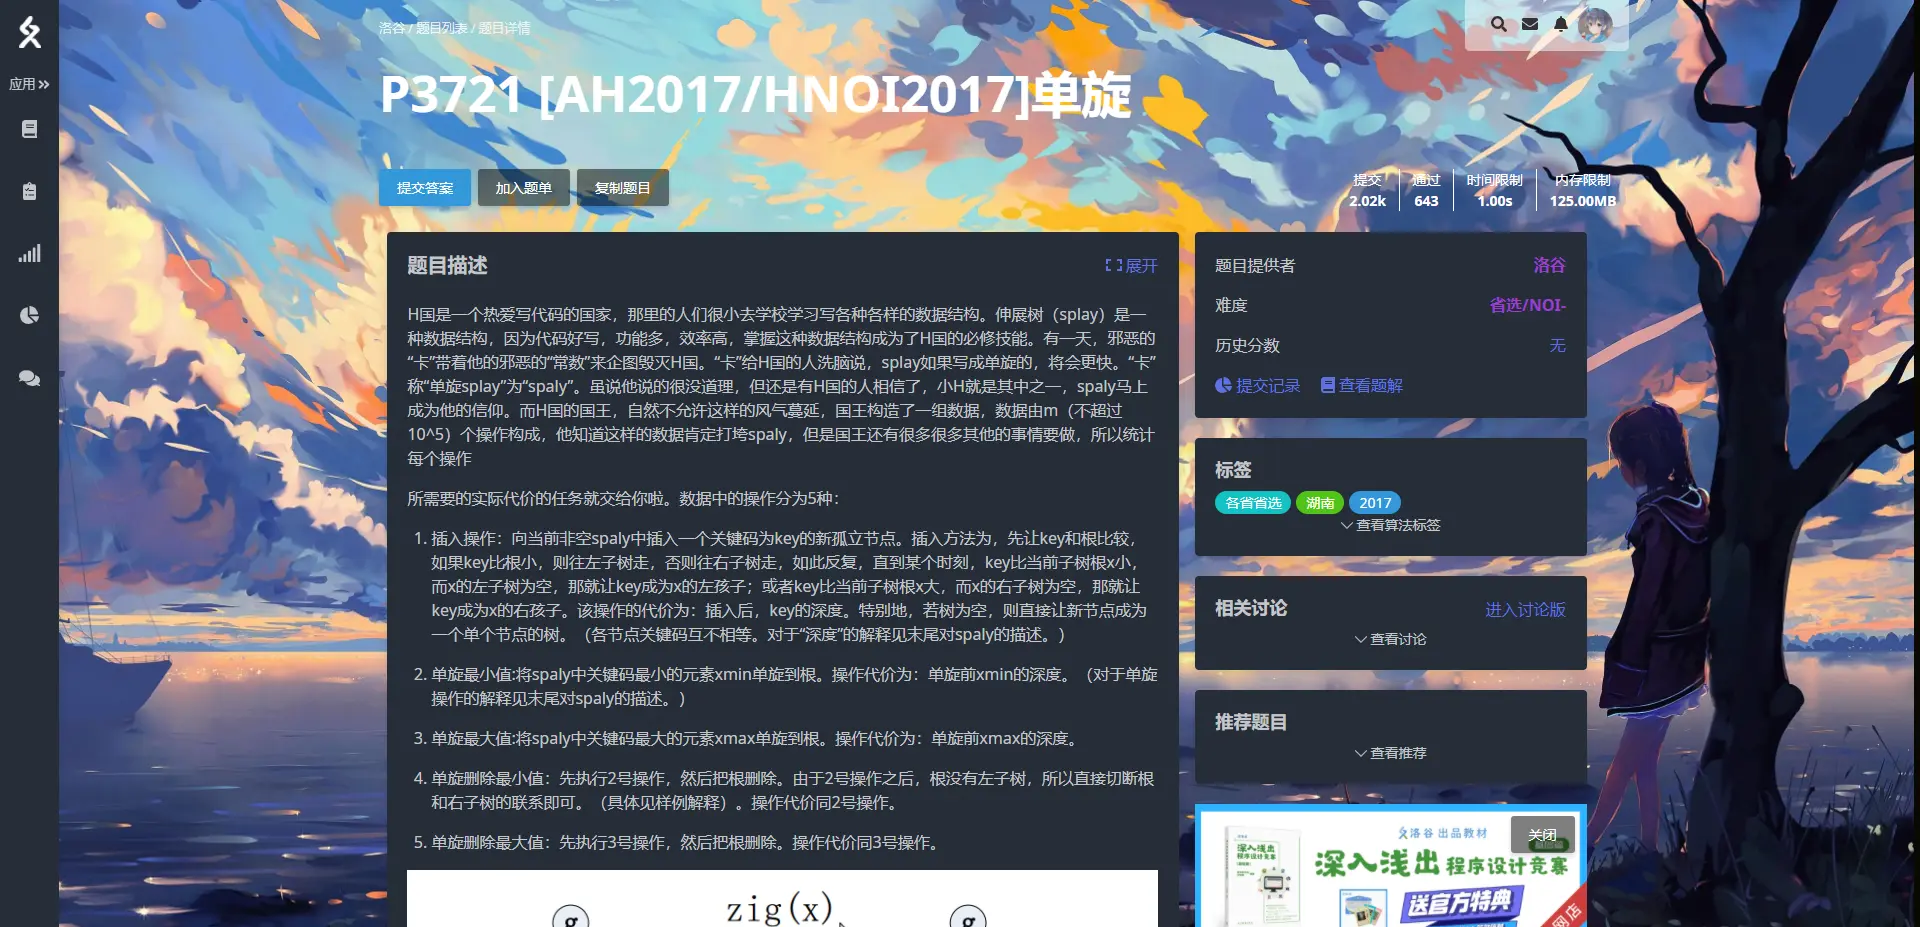 洛谷 / 题目列表 / 题目详情
应用
P3721 [AH2017/HNOI2017]单旋
提交答案
加入题单
复制题目
提交
2.02k
通过
643
时间限制
1.00s
内存限制
125.00MB
题目描述
展开
H国是一个热爱写代码的国家，那里的人们很小去学校学习写各种各样的数据结构。伸展树（splay）是一
种数据结构，因为代码好写，功能多，效率高，掌握这种数据结构成为了H国的必修技能。有一天，邪恶的
“卡”带着他的邪恶的“常数”来企图毁灭H国。“卡”给H国的人洗脑说，splay如果写成单旋的，将会更快。“卡”
称“单旋splay”为“spaly”。虽说他说的很没道理，但还是有H国的人相信了，小H就是其中之一，spaly马上
成为他的信仰。而H国的国王，自然不允许这样的风气蔓延，国王构造了一组数据，数据由m（不超过
10^5）个操作构成，他知道这样的数据肯定打垮spaly，但是国王还有很多很多其他的事情要做，所以统计
每个操作
所需要的实际代价的任务就交给你啦。数据中的操作分为5种：
1. 插入操作：向当前非空spaly中插入一个关键码为key的新孤立节点。插入方法为，先让key和根比较，
如果key比根小，则往左子树走，否则往右子树走，如此反复，直到某个时刻，key比当前子树根x小，
而x的左子树为空，那就让key成为x的左孩子；或者key比当前子树根x大，而x的右子树为空，那就让
key成为x的右孩子。该操作的代价为：插入后，key的深度。特别地，若树为空，则直接让新节点成为
一个单个节点的树。（各节点关键码互不相等。对于“深度”的解释见末尾对spaly的描述。）
2. 单旋最小值:将spaly中关键码最小的元素xmin单旋到根。操作代价为：单旋前xmin的深度。（对于单旋
操作的解释见末尾对spaly的描述。）
3. 单旋最大值:将spaly中关键码最大的元素xmax单旋到根。操作代价为：单旋前xmax的深度。
4. 单旋删除最小值：先执行2号操作，然后把根删除。由于2号操作之后，根没有左子树，所以直接切断根
和右子树的联系即可。（具体见样例解释）。操作代价同2号操作。
5. 单旋删除最大值：先执行3号操作，然后把根删除。操作代价同3号操作。
zig(x)
g
g
题目提供者
洛谷
难度
省选/NOI-
历史分数
无
提交记录
查看题解
标签
各省省选
湖南
2017
查看算法标签
相关讨论
进入讨论版
查看讨论
推荐题目
查看推荐
洛谷 出品教材
关闭
深入浅出 程序设计竞赛
深入浅出
程序设计竞赛
送官方特典
网店